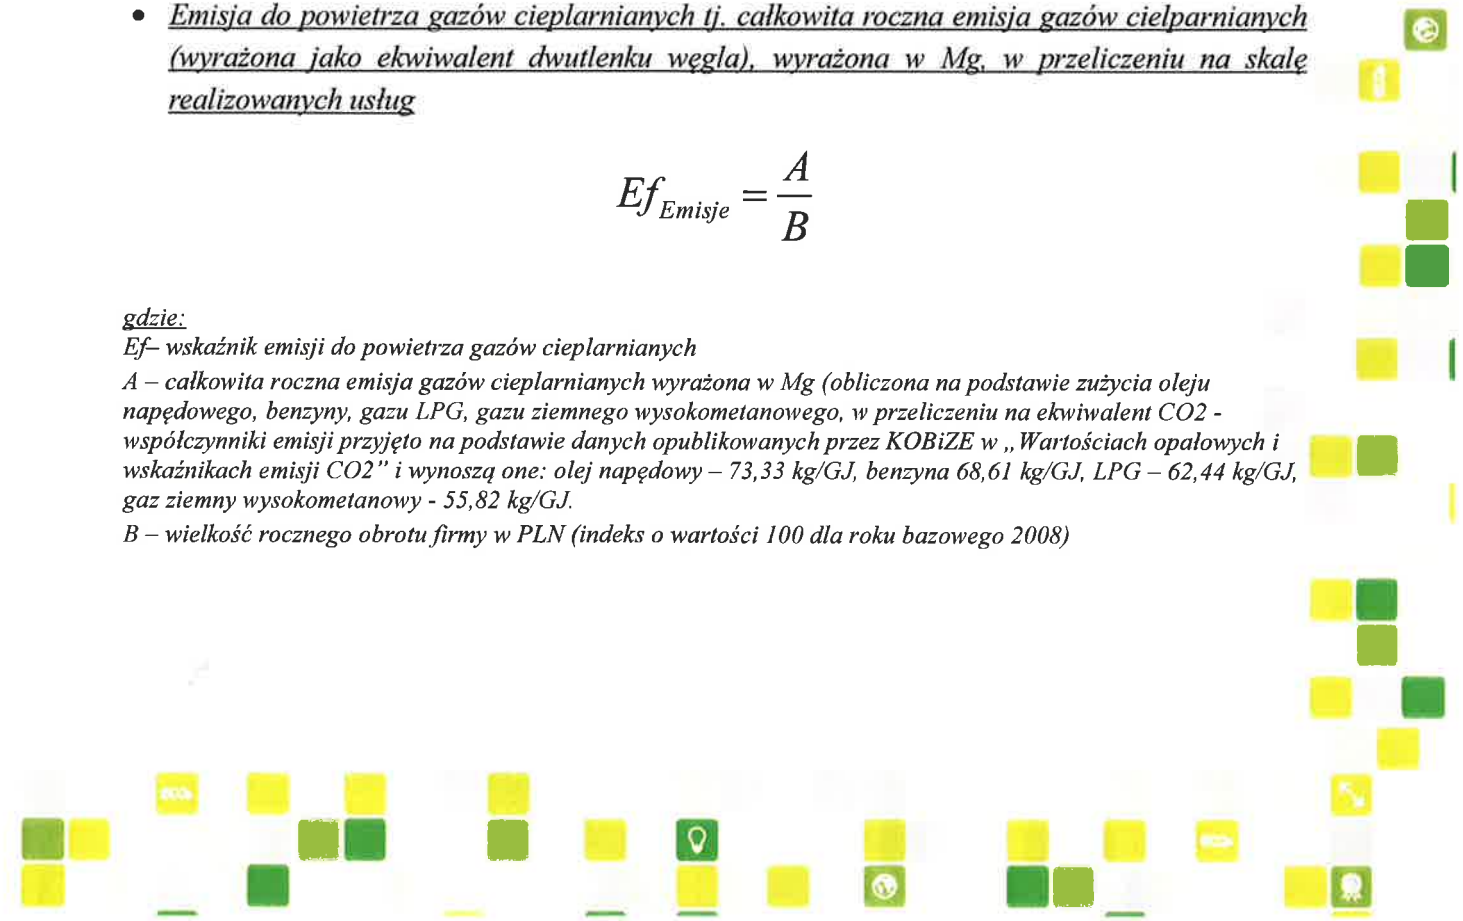 • Emisja do powietrza gazów cieplarnianych tj. całkowita roczna emisja gazów cielparnianych
(wyrażona jako ekwiwalent dwutlenku węgla), wyrażona w Mg, w przeliczeniu na skalę
realizowanych usług
Ef Emisje = A / B
gdzie:
Ef– wskaźnik emisji do powietrza gazów cieplarnianych
A – całkowita roczna emisja gazów cieplarnianych wyrażona w Mg (obliczona na podstawie zużycia oleju
napędowego, benzyny, gazu LPG, gazu ziemnego wysokometanowego, w przeliczeniu na ekwiwalent CO2 -
współczynniki emisji przyjęto na podstawie danych opublikowanych przez KOBiZE w „Wartościach opałowych i
wskaźnikach emisji CO2" i wynoszą one: olej napędowy – 73,33 kg/GJ, benzyna 68,61 kg/GJ, LPG – 62,44 kg/GJ,
gaz ziemny wysokometanowy - 55,82 kg/GJ.
B – wielkość rocznego obrotu firmy w PLN (indeks o wartości 100 dla roku bazowego 2008)